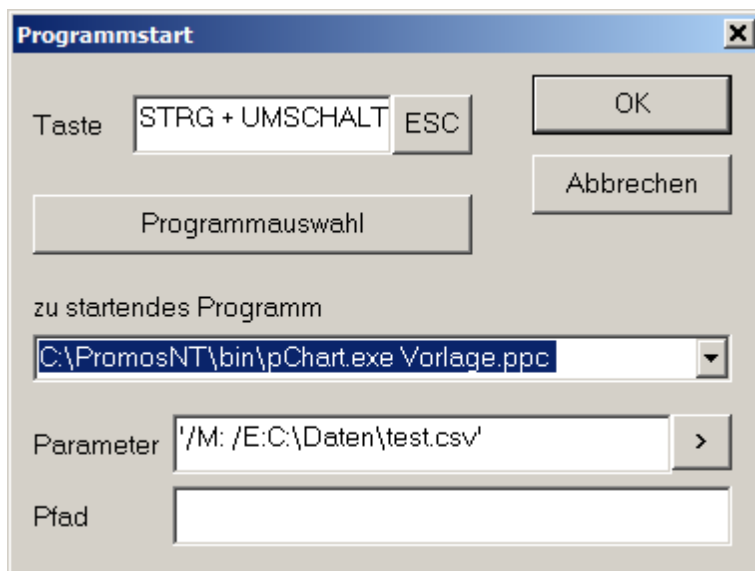 Programmstart
Taste STRG + UMSCHALT ESC OK
Abbrechen
Programmauswahl
zu startendes Programm
C:\PromosNT\bin\pChart.exe Vorlage.ppc
Parameter '/M: /E:C:\Daten\test.csv' >
Pfad